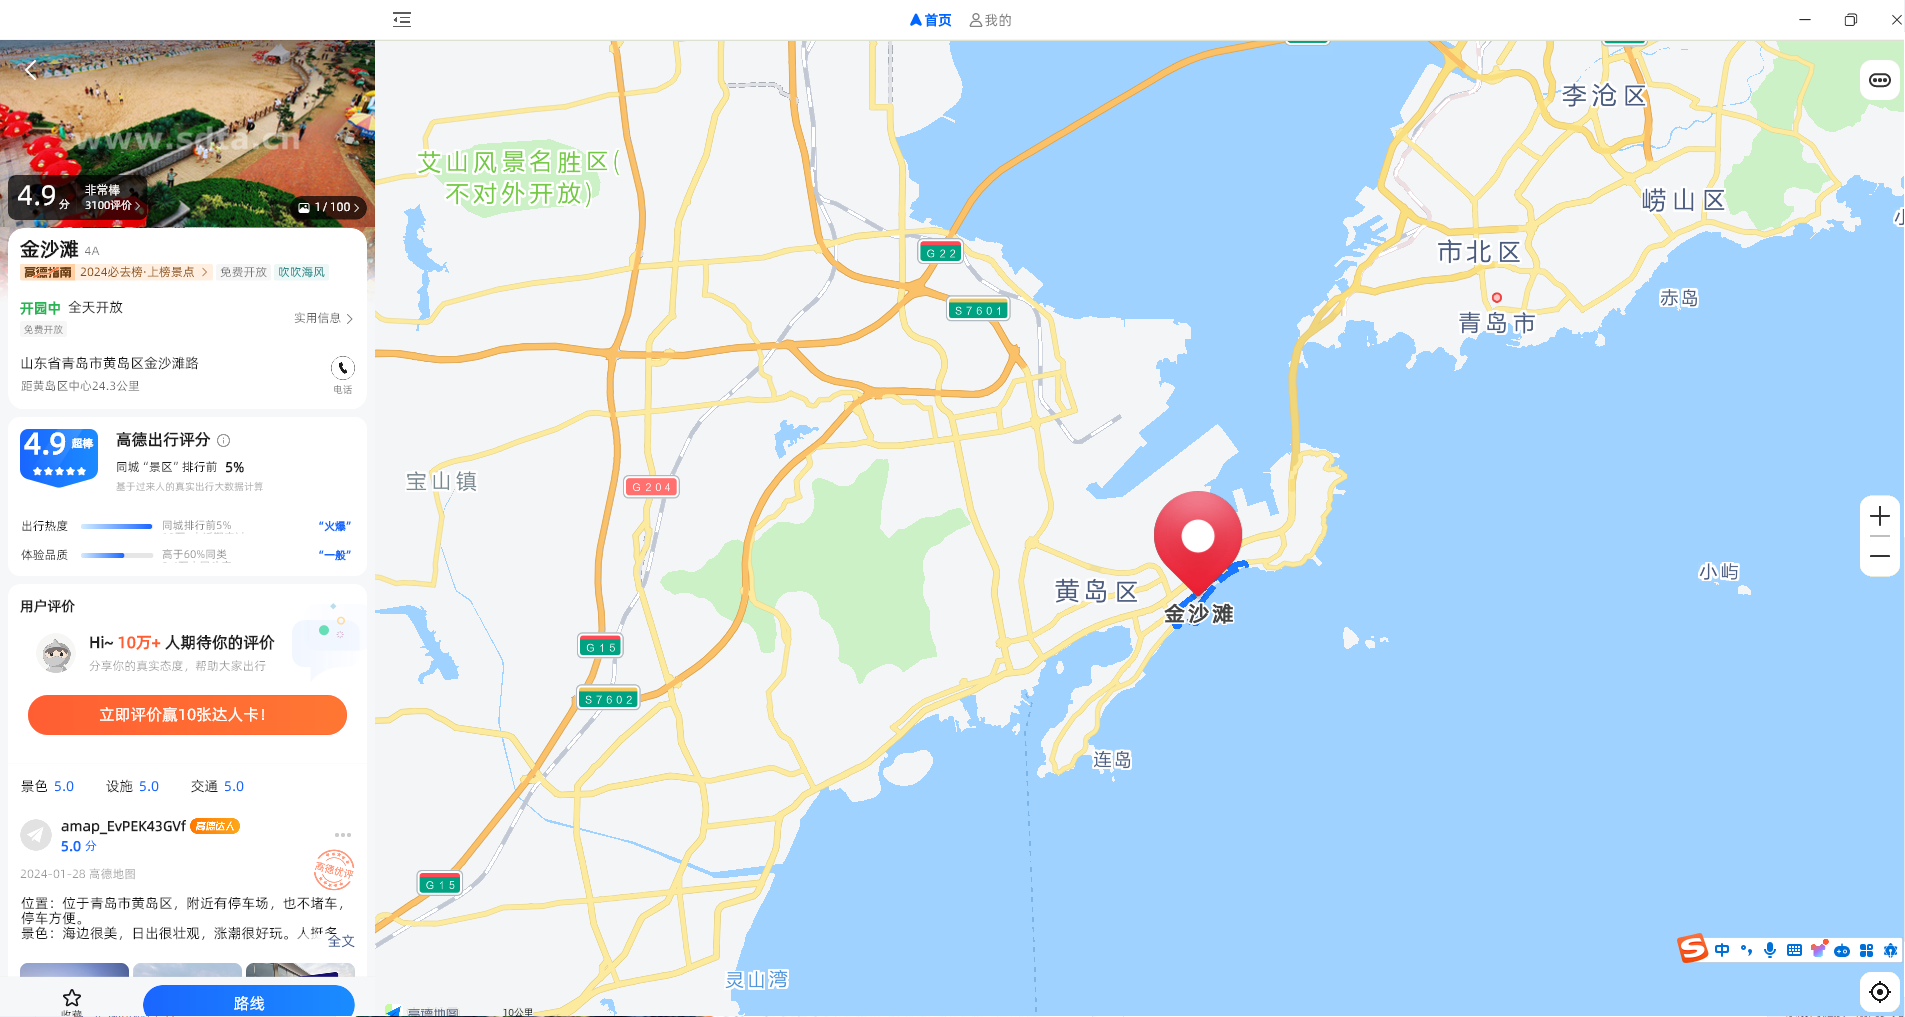 首页
我的
www.sdta.cn
4.9分
非常棒
3100评价
1/100
金沙滩 4A
高德指南 2024必去榜·上榜景点 免费开放 吹吹海风
开园中 全天开放
实用信息
免费开放
山东省青岛市黄岛区金沙滩路
距黄岛区中心24.3公里
电话
4.9 超棒
高德出行评分
同城“景区”排行前 5%
基于过来人的真实出行大数据计算
出行热度 同城排行前5% “火爆”
体验品质 高于60%同类 “一般”
用户评价
Hi~ 10万+ 人期待你的评价
分享你的真实态度，帮助大家出行
立即评价赢10张达人卡!
景色 5.0 设施 5.0 交通 5.0
amap_EvPEK43GVf 高德达人
5.0 分
高德优评
2024-01-28 高德地图
位置：位于青岛市黄岛区，附近有停车场，也不堵车，
停车方便。
景色：海边很美，日出很壮观，涨潮很好玩。人挺多
全文
收藏
路线
李沧区
艾山风景名胜区(
不对外开放)
崂山区
市北区
G22
赤岛
S7601
青岛市
宝山镇
G204
小屿
黄岛区
金沙滩
G15
S7602
连岛
G15
灵山湾
中
高德地图
10公里